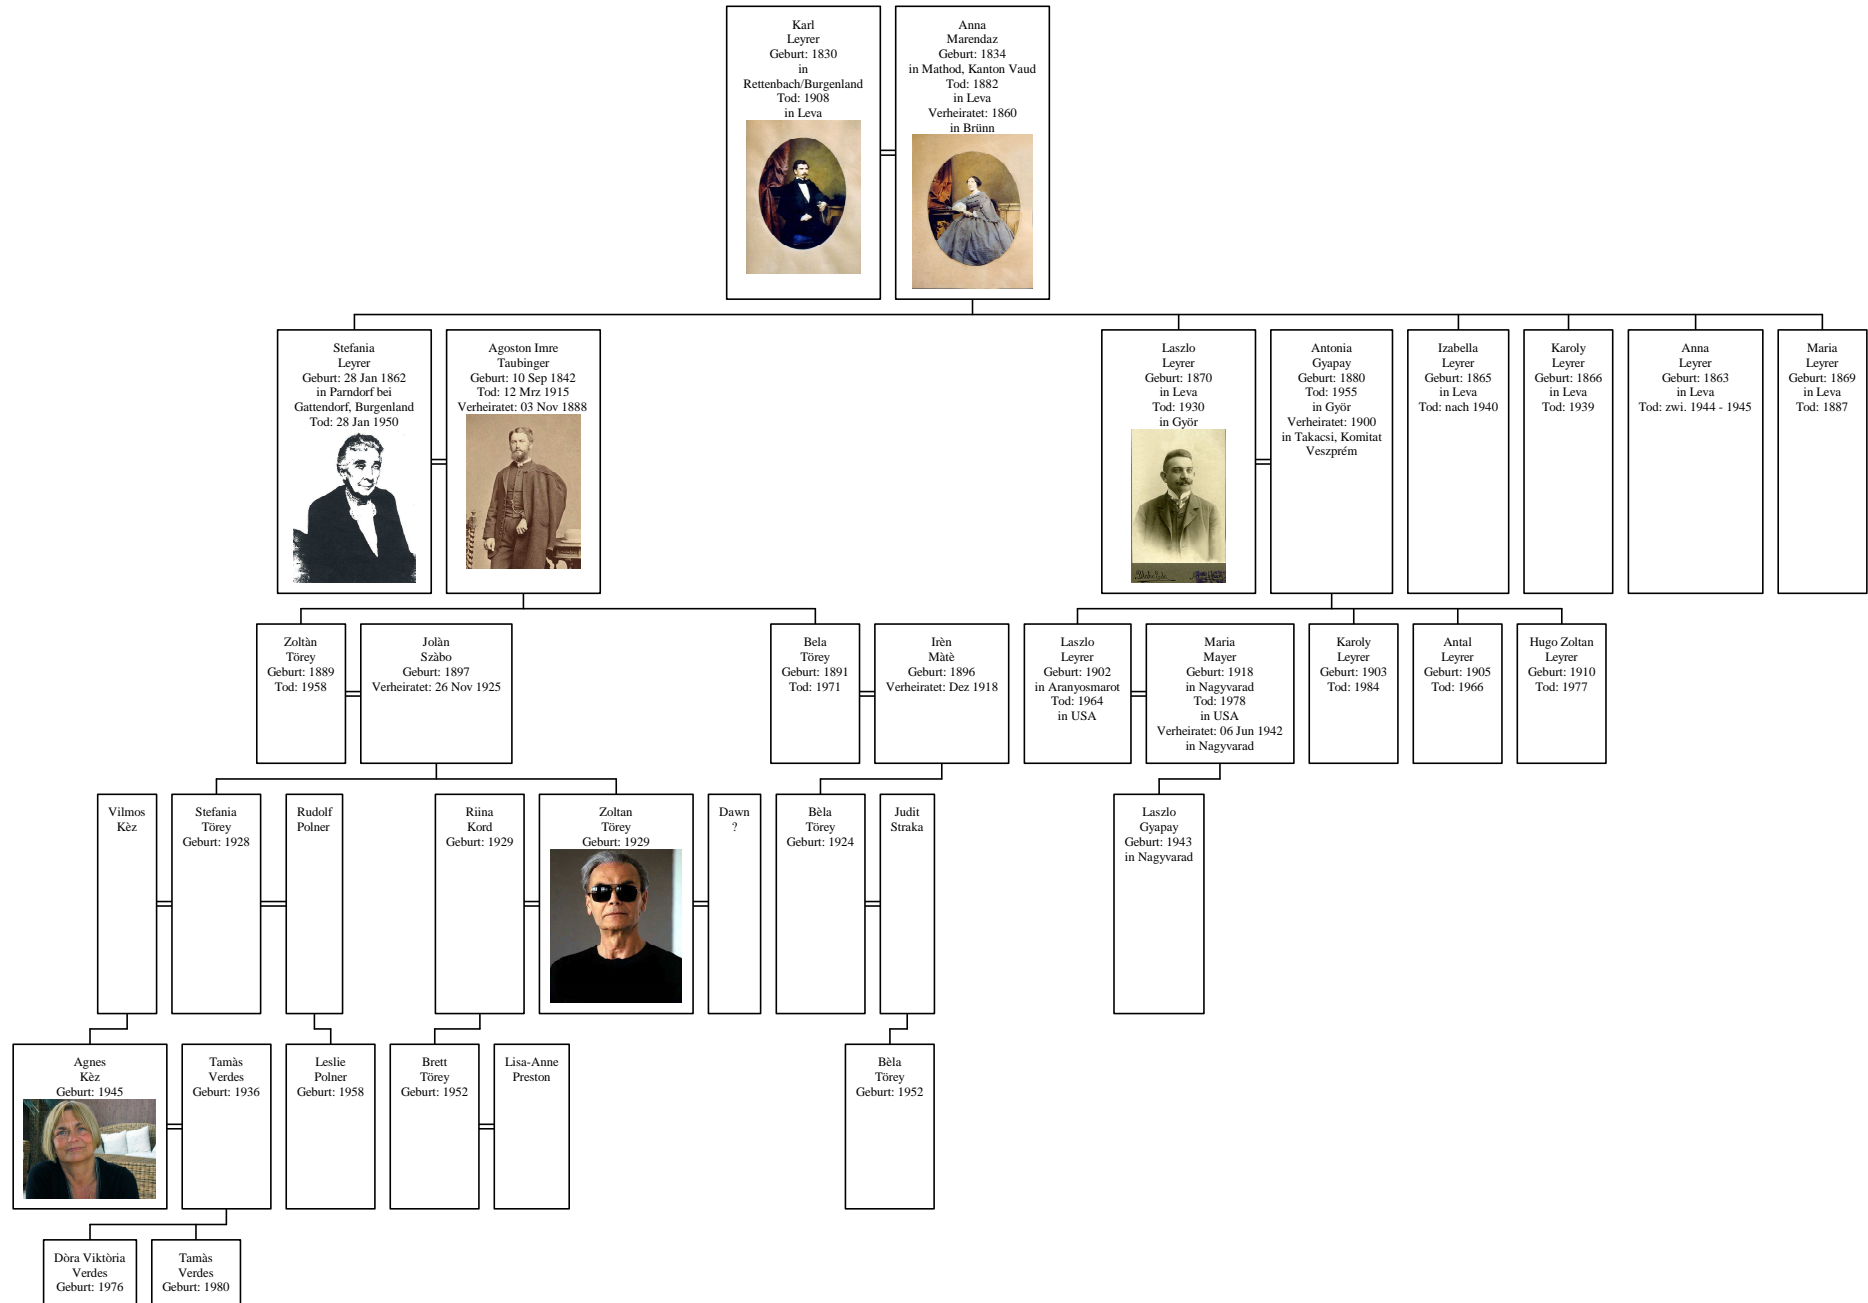 Karl
Leyrer
Geburt: 1830
in
Rettenbach/Burgenland
Tod: 1908
in Leva
Anna
Marendaz
Geburt: 1834
in Mathod, Kanton Vaud
Tod: 1882
in Leva
Verheiratet: 1860
in Brünn
Stefania
Leyrer
Geburt: 28 Jan 1862
in Parndorf bei
Gattendorf, Burgenland
Tod: 28 Jan 1950
Agoston Imre
Taubinger
Geburt: 10 Sep 1842
Tod: 12 Mrz 1915
Verheiratet: 03 Nov 1888
Laszlo
Leyrer
Geburt: 1870
in Leva
Tod: 1930
in Györ
Antonia
Gyapay
Geburt: 1880
Tod: 1955
in Györ
Verheiratet: 1900
in Takacsi, Komitat
Veszprém
Izabella
Leyrer
Geburt: 1865
in Leva
Tod: nach 1940
Karoly
Leyrer
Geburt: 1866
in Leva
Tod: 1939
Anna
Leyrer
Geburt: 1863
in Leva
Tod: zwi. 1944 - 1945
Maria
Leyrer
Geburt: 1869
in Leva
Tod: 1887
Zoltàn
Törey
Geburt: 1889
Tod: 1958
Jolàn
Szàbo
Geburt: 1897
Verheiratet: 26 Nov 1925
Bela
Törey
Geburt: 1891
Tod: 1971
Irèn
Màtè
Geburt: 1896
Verheiratet: Dez 1918
Laszlo
Leyrer
Geburt: 1902
in Aranyosmarot
Tod: 1964
in USA
Maria
Mayer
Geburt: 1918
in Nagyvarad
Tod: 1978
in USA
Verheiratet: 06 Jun 1942
in Nagyvarad
Karoly
Leyrer
Geburt: 1903
Tod: 1984
Antal
Leyrer
Geburt: 1905
Tod: 1966
Hugo Zoltan
Leyrer
Geburt: 1910
Tod: 1977
Vilmos
Kèz
Stefania
Törey
Geburt: 1928
Rudolf
Polner
Riina
Kord
Geburt: 1929
Zoltan
Törey
Geburt: 1929
Dawn
?
Bèla
Törey
Geburt: 1924
Judit
Straka
Laszlo
Gyapay
Geburt: 1943
in Nagyvarad
Agnes
Kèz
Geburt: 1945
Tamàs
Verdes
Geburt: 1936
Leslie
Polner
Geburt: 1958
Brett
Törey
Geburt: 1952
Lisa-Anne
Preston
Bèla
Törey
Geburt: 1952
Dòra Viktòria
Verdes
Geburt: 1976
Tamàs
Verdes
Geburt: 1980